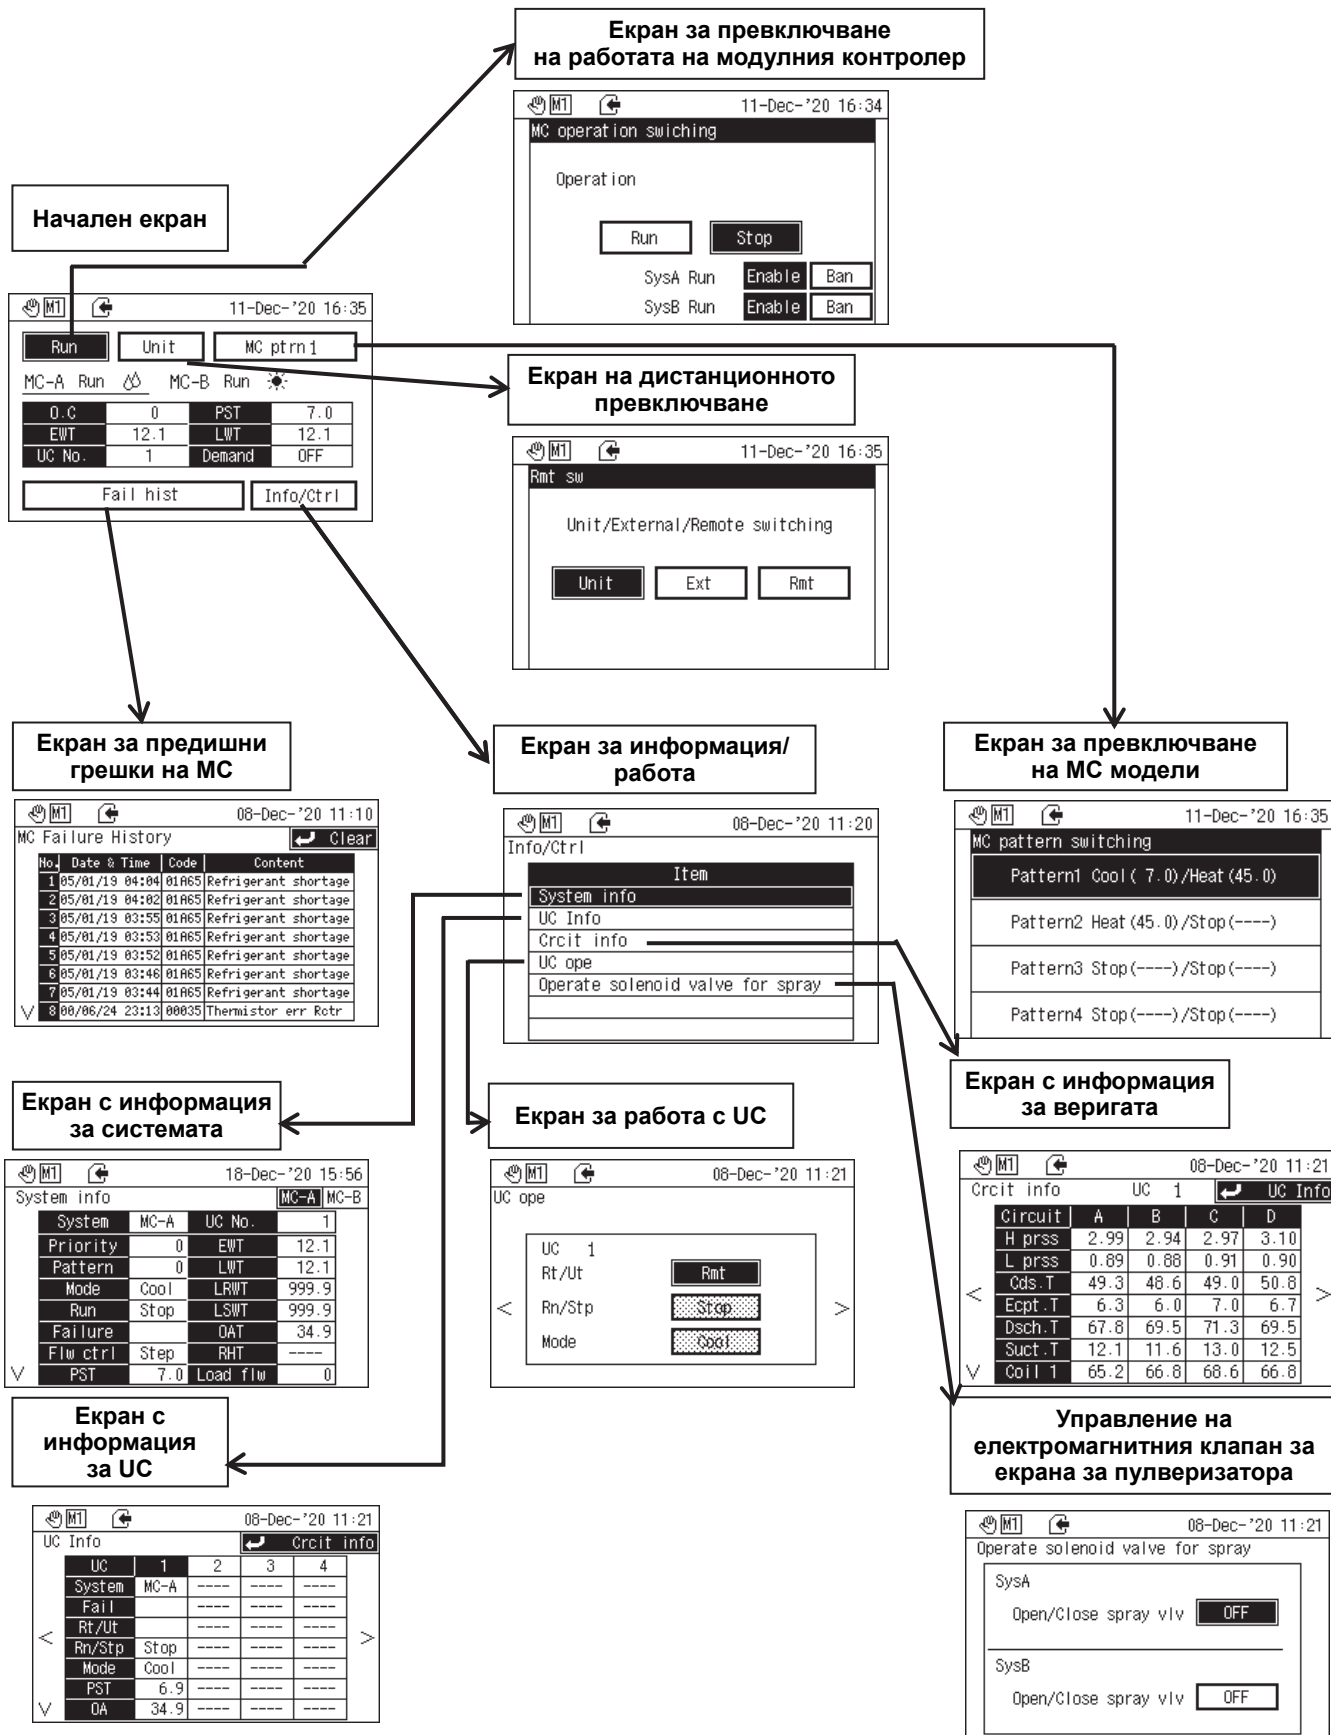 Екран за превключване
на работата на модулния контролер
M1 11-Dec-'20 16:34
MC operation swiching
Operation
Run Stop
SysA Run Enable Ban
SysB Run Enable Ban
Начален екран
M1 11-Dec-'20 16:35
Run Unit MC ptrn1
MC-A Run MC-B Run
O.C 0 PST 7.0
EWT 12.1 LWT 12.1
UC No. 1 Demand OFF
Fail hist Info/Ctrl
Екран на дистанционното
превключване
M1 11-Dec-'20 16:35
Rmt sw
Unit/External/Remote switching
Unit Ext Rmt
Екран за предишни
грешки на МС
M1 08-Dec-'20 11:10
MC Failure History Clear
No. Date & Time Code Content
1 05/01/19 04:04 01A65 Refrigerant shortage
2 05/01/19 04:02 01A65 Refrigerant shortage
3 05/01/19 03:55 01A65 Refrigerant shortage
4 05/01/19 03:53 01A65 Refrigerant shortage
5 05/01/19 03:52 01A65 Refrigerant shortage
6 05/01/19 03:46 01A65 Refrigerant shortage
7 05/01/19 03:44 01A65 Refrigerant shortage
8 00/06/24 23:13 00035 Thermistor err Rctr
Екран за информация/
работа
M1 08-Dec-'20 11:20
Info/Ctrl
Item
System info
UC Info
Crcit info
UC ope
Operate solenoid valve for spray
Екран за превключване
на МС модели
M1 11-Dec-'20 16:35
MC pattern switching
Pattern1 Cool( 7.0)/Heat(45.0)
Pattern2 Heat(45.0)/Stop(----)
Pattern3 Stop(----)/Stop(----)
Pattern4 Stop(----)/Stop(----)
Екран с информация
за системата
M1 18-Dec-'20 15:56
System info MC-A MC-B
System MC-A UC No. 1
Priority 0 EWT 12.1
Pattern 0 LWT 12.1
Mode Cool LRWT 999.9
Run Stop LSWT 999.9
Failure OAT 34.9
Flw ctrl Step RHT ----
PST 7.0 Load flw 0
Екран за работа с UC
M1 08-Dec-'20 11:21
UC ope
UC 1
Rt/Ut Rmt
< Rn/Stp Stop >
Mode Cool
Екран с информация
за веригата
M1 08-Dec-'20 11:21
Crcit info UC 1 UC Info
Circuit A B C D
H prss 2.99 2.94 2.97 3.10
L prss 0.89 0.88 0.91 0.90
Cds.T 49.3 48.6 49.0 50.8
Ecpt.T 6.3 6.0 7.0 6.7
Dsch.T 67.8 69.5 71.3 69.5
Suct.T 12.1 11.6 13.0 12.5
Coil 1 65.2 66.8 68.6 66.8
Екран с
информация
за UC
M1 08-Dec-'20 11:21
UC Info Crcit info
UC 1 2 3 4
System MC-A ---- ---- ----
Fail ---- ---- ----
Rt/Ut ---- ---- ----
Rn/Stp Stop ---- ---- ----
Mode Cool ---- ---- ----
PST 6.9 ---- ---- ----
OA 34.9 ---- ---- ----
Управление на
електромагнитния клапан за
екрана за пулверизатора
M1 08-Dec-'20 11:21
Operate solenoid valve for spray
SysA
Open/Close spray vlv OFF
SysB
Open/Close spray vlv OFF